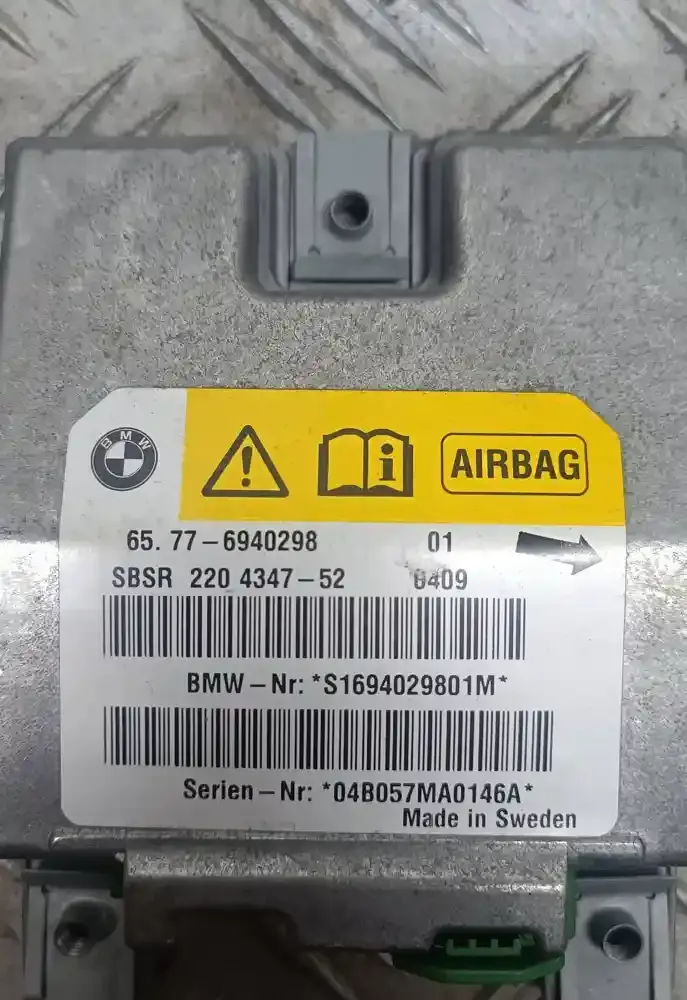 BMW
AIRBAG
65. 77-6940298 01
SBSR 220 4347-52 0409
BMW-Nr: *S1694029801M*
Serien-Nr: *04B057MA0146A*
Made in Sweden